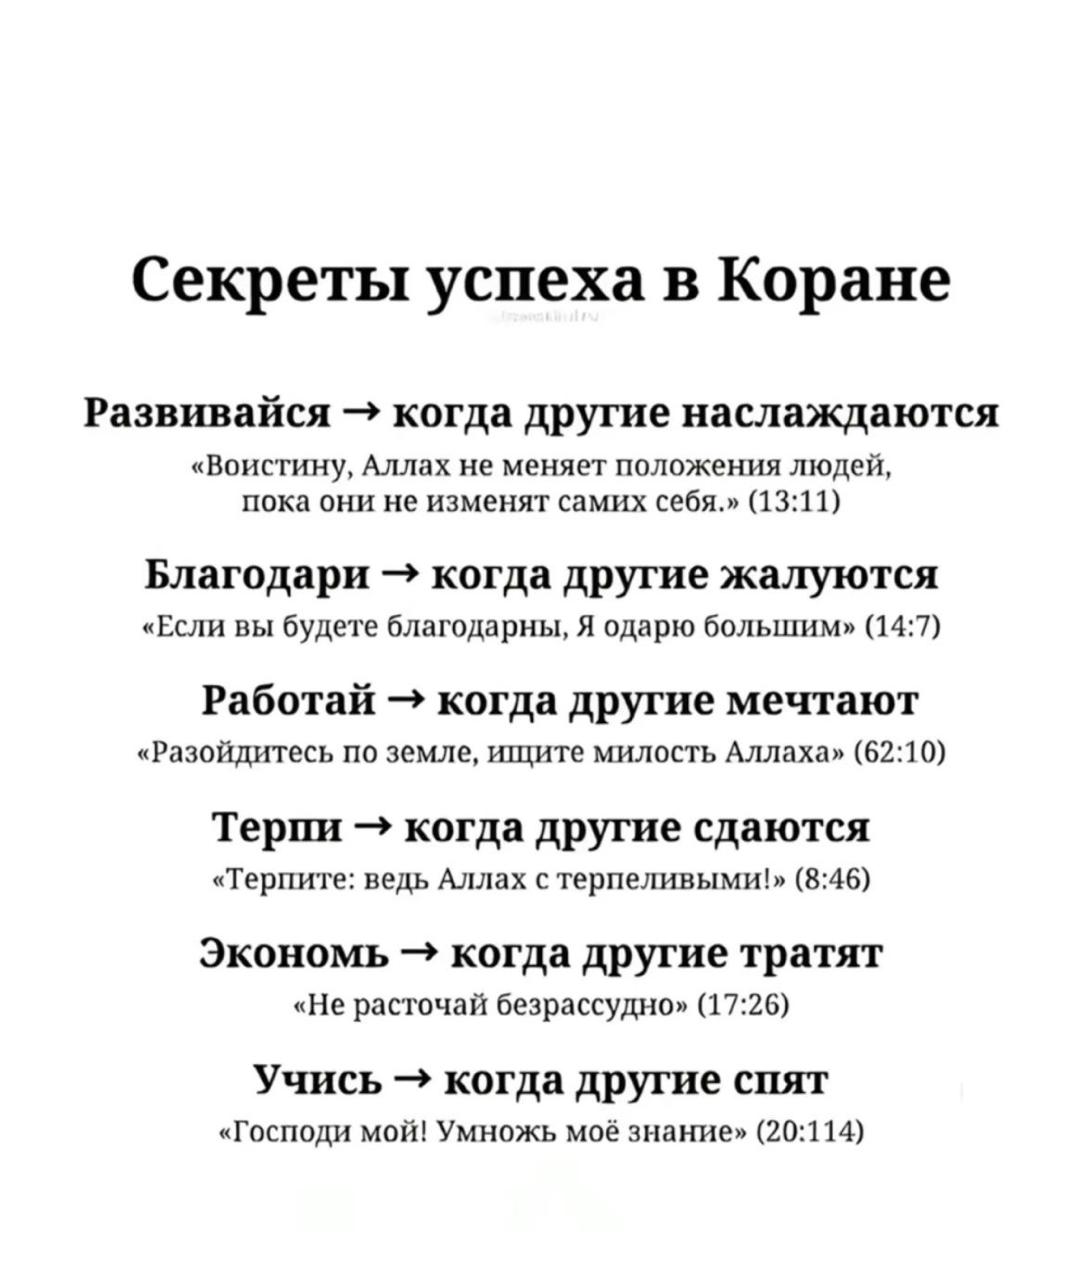 Секреты успеха в Коране
Развивайся → когда другие наслаждаются
«Воистину, Аллах не меняет положения людей,
пока они не изменят самих себя.» (13:11)
Благодари → когда другие жалуются
«Если вы будете благодарны, Я одарю большим» (14:7)
Работай → когда другие мечтают
«Разойдитесь по земле, ищите милость Аллаха» (62:10)
Терпи → когда другие сдаются
«Терпите: ведь Аллах с терпеливыми!» (8:46)
Экономь → когда другие тратят
«Не расточай безрассудно» (17:26)
Учись → когда другие спят
«Господи мой! Умножь моё знание» (20:114)